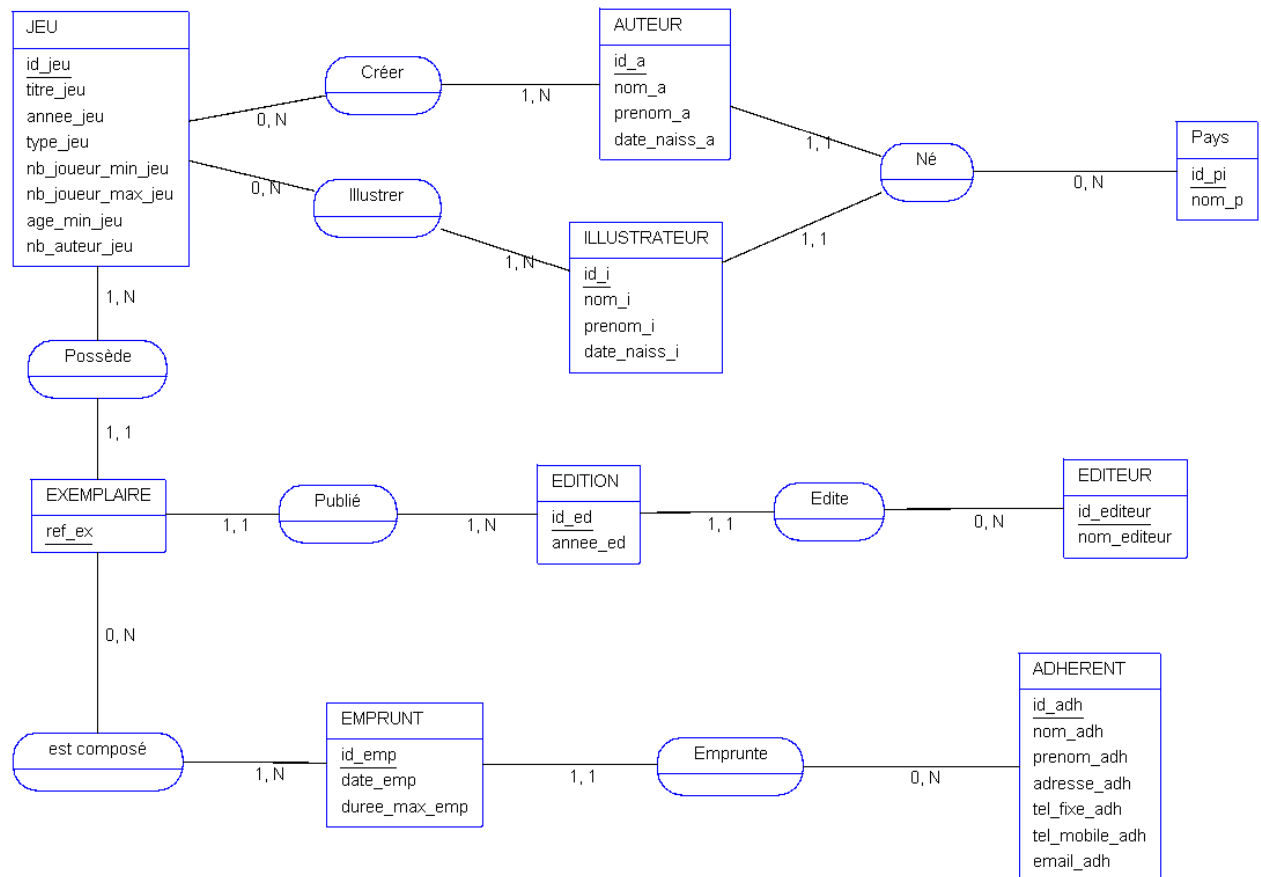 JEU
id_jeu
titre_jeu
annee_jeu
type_jeu
nb_joueur_min_jeu
nb_joueur_max_jeu
age_min_jeu
nb_auteur_jeu
Créer
0, N
1, N
AUTEUR
id_a
nom_a
prenom_a
date_naiss_a
Illustrer
0, N
1, N
ILLUSTRATEUR
id_i
nom_i
prenom_i
date_naiss_i
1, 1
1, 1
Né
0, N
Pays
id_pi
nom_p
1, N
Possède
1, 1
EXEMPLAIRE
ref_ex
1, 1
Publié
1, N
EDITION
id_ed
annee_ed
1, 1
Edite
0, N
EDITEUR
id_editeur
nom_editeur
0, N
est composé
1, N
EMPRUNT
id_emp
date_emp
duree_max_emp
1, 1
Emprunte
0, N
ADHERENT
id_adh
nom_adh
prenom_adh
adresse_adh
tel_fixe_adh
tel_mobile_adh
email_adh